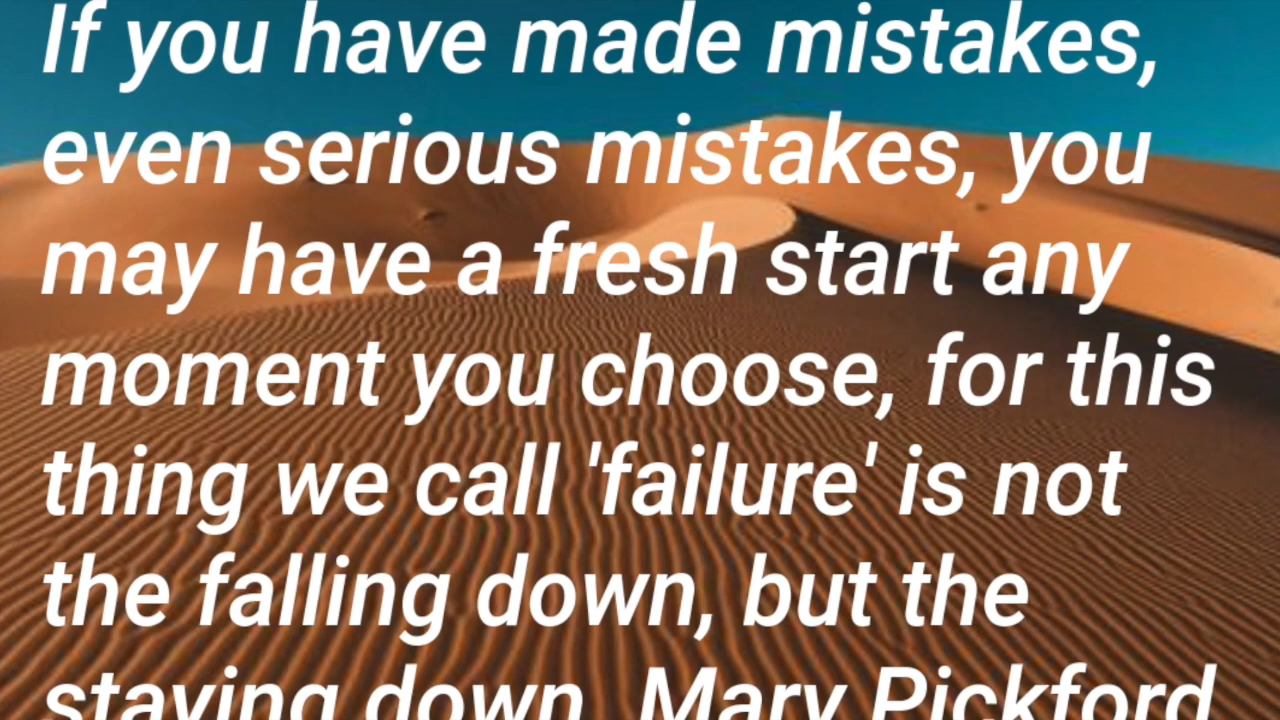 If you have made mistakes,
even serious mistakes, you
may have a fresh start any
moment you choose, for this
thing we call 'failure' is not
the falling down, but the
staying down. Mary Pickford